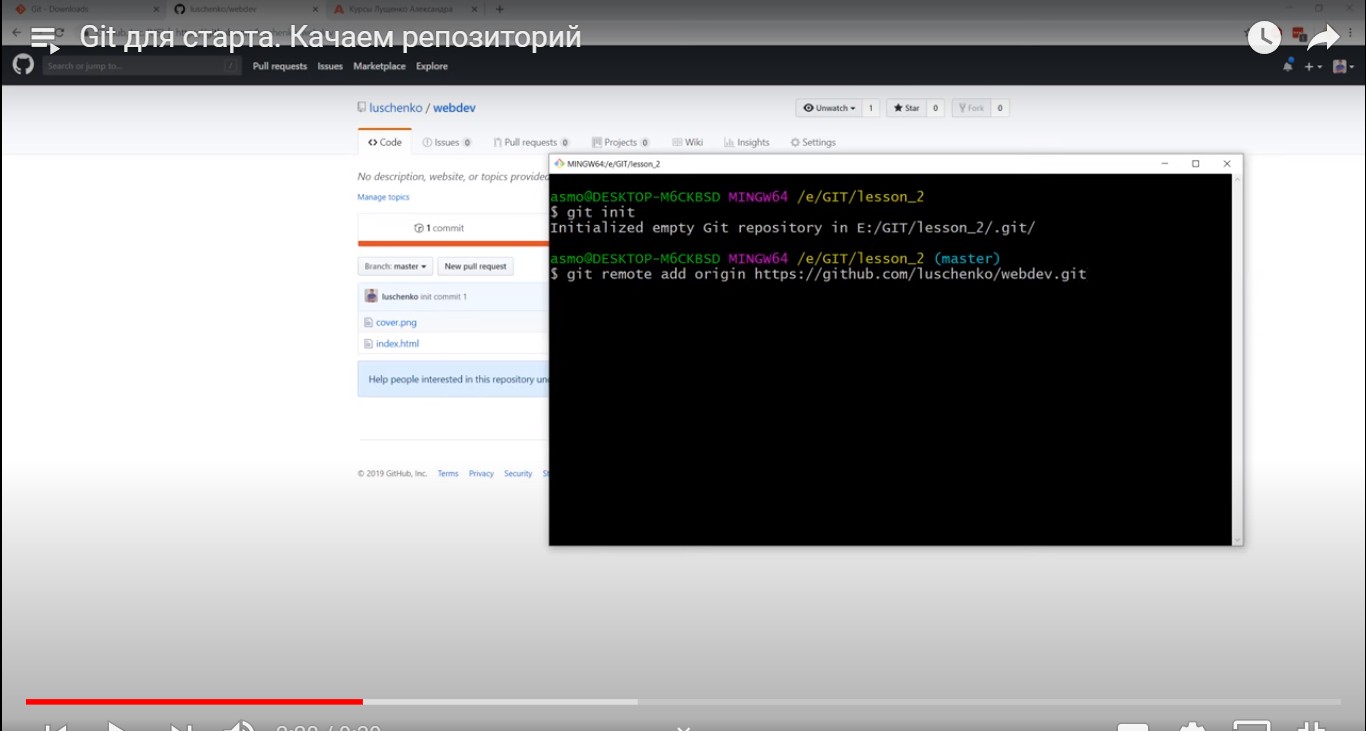 Git - Downloads
luschenko/webdev
Курсы Лущенко Александра
Git для старта. Качаем репозиторий
Search or jump to...
/
Pull requests
Issues
Marketplace
Explore
luschenko / webdev
Unwatch
1
Star
0
Fork
0
Code
Issues 0
Pull requests 0
Projects 0
Wiki
Insights
Settings
No description, website, or topics provided
Manage topics
1 commit
Branch: master
New pull request
luschenko init commit 1
cover.png
index.html
Help people interested in this repository
© 2019 GitHub, Inc.
Terms
Privacy
Security
MINGW64:/e/GIT/lesson_2
asmo@DESKTOP-M6CKBSD MINGW64 /e/GIT/lesson_2
$ git init
Initialized empty Git repository in E:/GIT/lesson_2/.git/
asmo@DESKTOP-M6CKBSD MINGW64 /e/GIT/lesson_2 (master)
$ git remote add origin https://github.com/luschenko/webdev.git